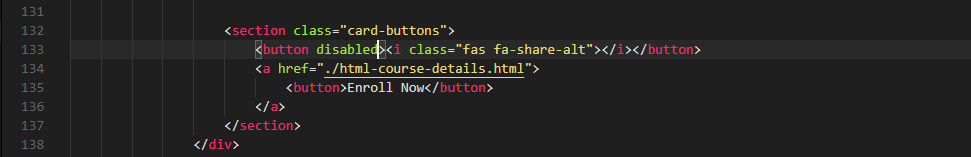 131
132 <section class="card-buttons">
133 <button disabled><i class="fas fa-share-alt"></i></button>
134 <a href="./html-course-details.html">
135 <button>Enroll Now</button>
136 </a>
137 </section>
138 </div>